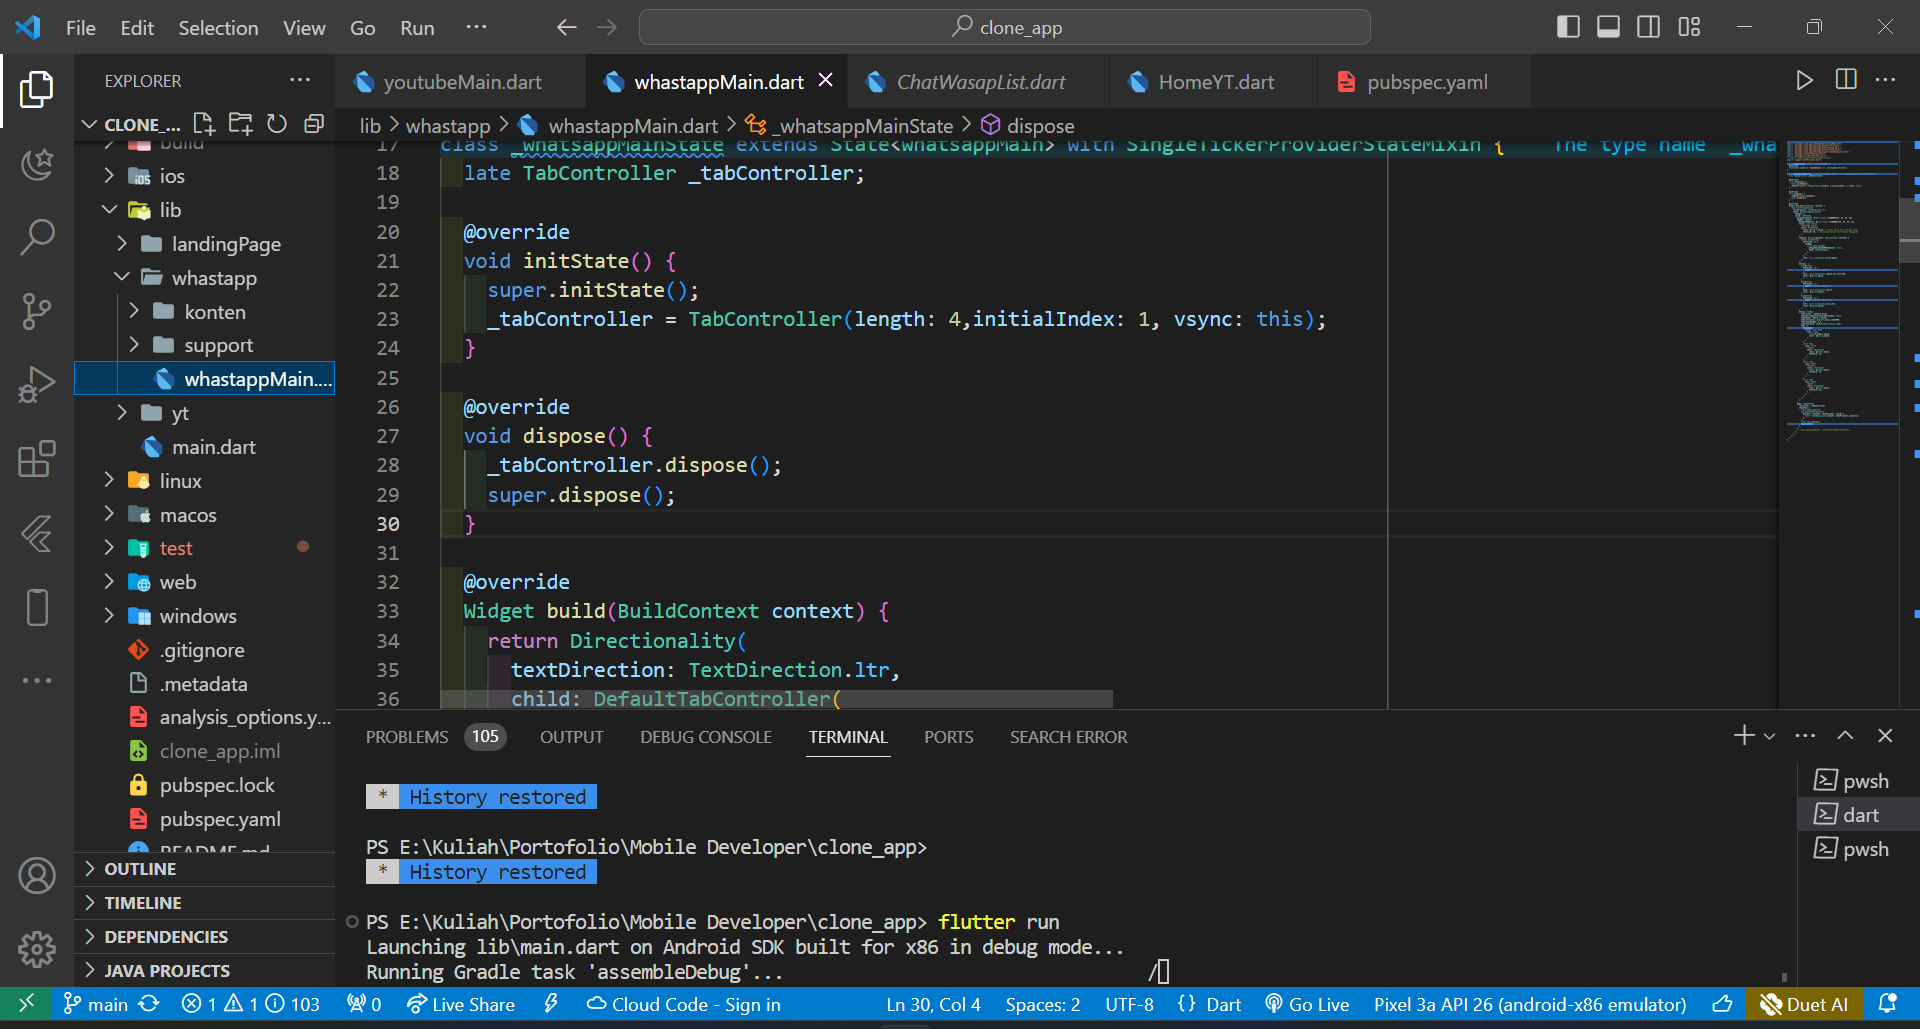 File Edit Selection View Go Run ··· clone_app
EXPLORER
CLONE_...
build
ios
lib
landingPage
whastapp
konten
support
whastappMain....
yt
main.dart
linux
macos
test
web
windows
.gitignore
.metadata
analysis_options.y...
clone_app.iml
pubspec.lock
pubspec.yaml
README.md
OUTLINE
TIMELINE
DEPENDENCIES
JAVA PROJECTS
youtubeMain.dart whastappMain.dart ChatWasapList.dart HomeYT.dart pubspec.yaml
lib > whastapp > whastappMain.dart > _whatsappMainState > dispose
17 class _whatsappMainState extends State<whatsappMain> with SingleTickerProviderStateMixin { The type name '_wha
18 late TabController _tabController;
19
20 @override
21 void initState() {
22 super.initState();
23 _tabController = TabController(length: 4,initialIndex: 1, vsync: this);
24 }
25
26 @override
27 void dispose() {
28 _tabController.dispose();
29 super.dispose();
30 }
31
32 @override
33 Widget build(BuildContext context) {
34 return Directionality(
35 textDirection: TextDirection.ltr,
36 child: DefaultTabController(
PROBLEMS 105 OUTPUT DEBUG CONSOLE TERMINAL PORTS SEARCH ERROR
* History restored
PS E:\Kuliah\Portofolio\Mobile Developer\clone_app>
* History restored
PS E:\Kuliah\Portofolio\Mobile Developer\clone_app> flutter run
Launching lib\main.dart on Android SDK built for x86 in debug mode...
Running Gradle task 'assembleDebug'... /
pwsh
dart
pwsh
main 1 1 103 0 Live Share Cloud Code - Sign in Ln 30, Col 4 Spaces: 2 UTF-8 {} Dart Go Live Pixel 3a API 26 (android-x86 emulator) Duet AI